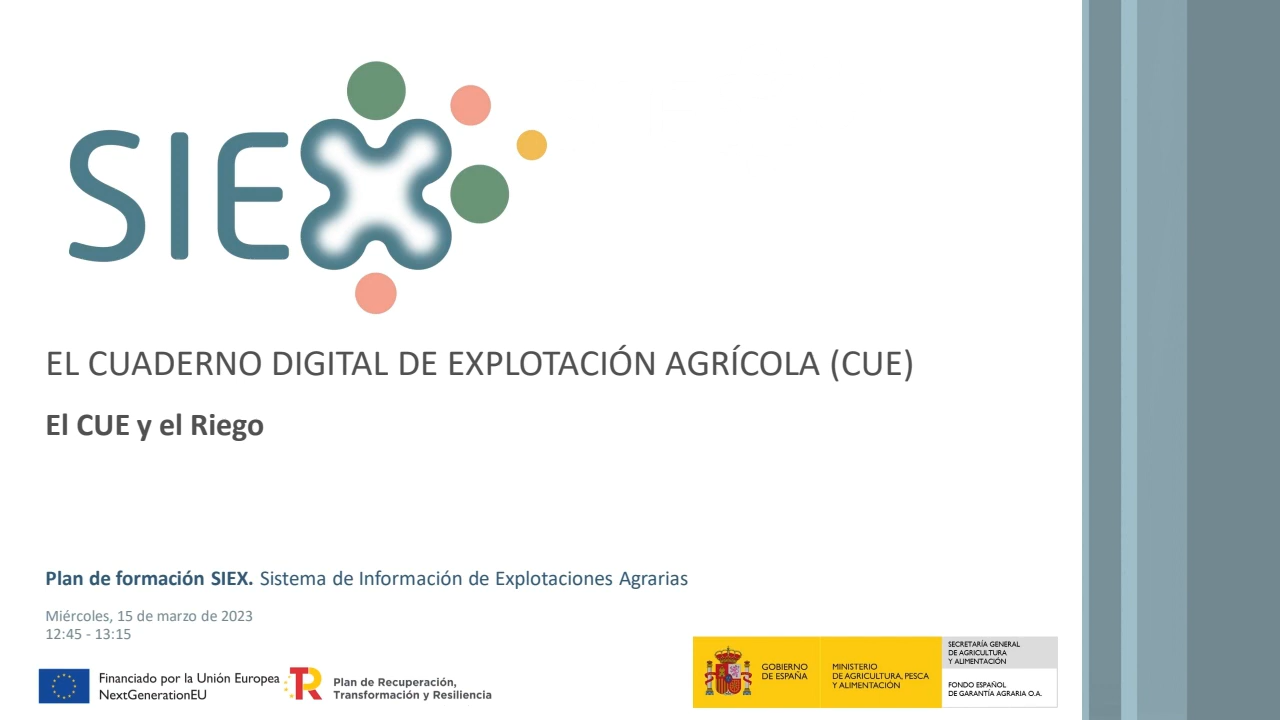 SIEX
EL CUADERNO DIGITAL DE EXPLOTACIÓN AGRÍCOLA (CUE)
El CUE y el Riego
Plan de formación SIEX. Sistema de Información de Explotaciones Agrarias
Miércoles, 15 de marzo de 2023
12:45 - 13:15
Financiado por la Unión Europea
NextGenerationEU
TR
Plan de Recuperación,
Transformación y Resiliencia
GOBIERNO
DE ESPAÑA
MINISTERIO
DE AGRICULTURA, PESCA
Y ALIMENTACIÓN
SECRETARÍA GENERAL
DE AGRICULTURA
Y ALIMENTACIÓN
FONDO ESPAÑOL
DE GARANTÍA AGRARIA O.A.